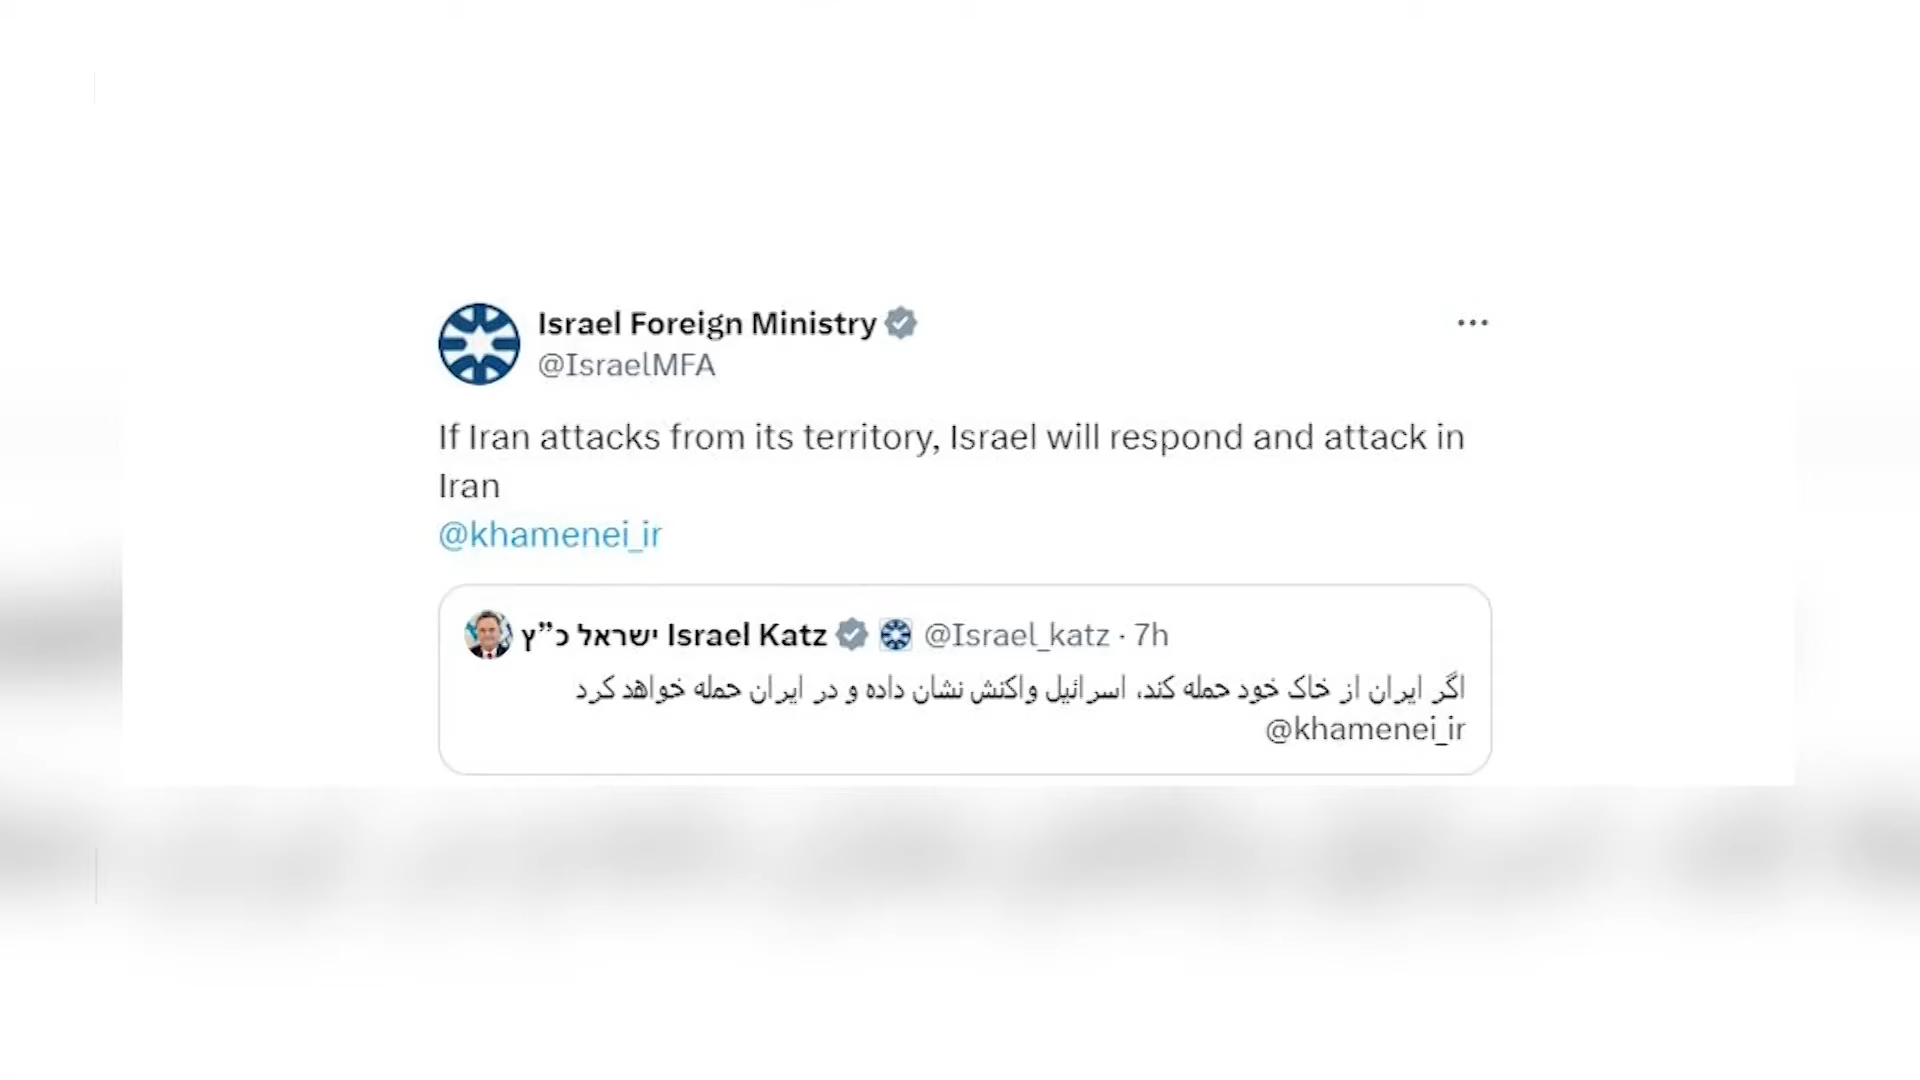 Israel Foreign Ministry
@IsraelMFA
If Iran attacks from its territory, Israel will respond and attack in
Iran
@khamenei_ir
ישראל כ”ץ Israel Katz @Israel_katz · 7h
اگر ایران از خاک خود حمله کند، اسرائیل واکنش نشان داده و در ایران حمله خواهد کرد
@khamenei_ir